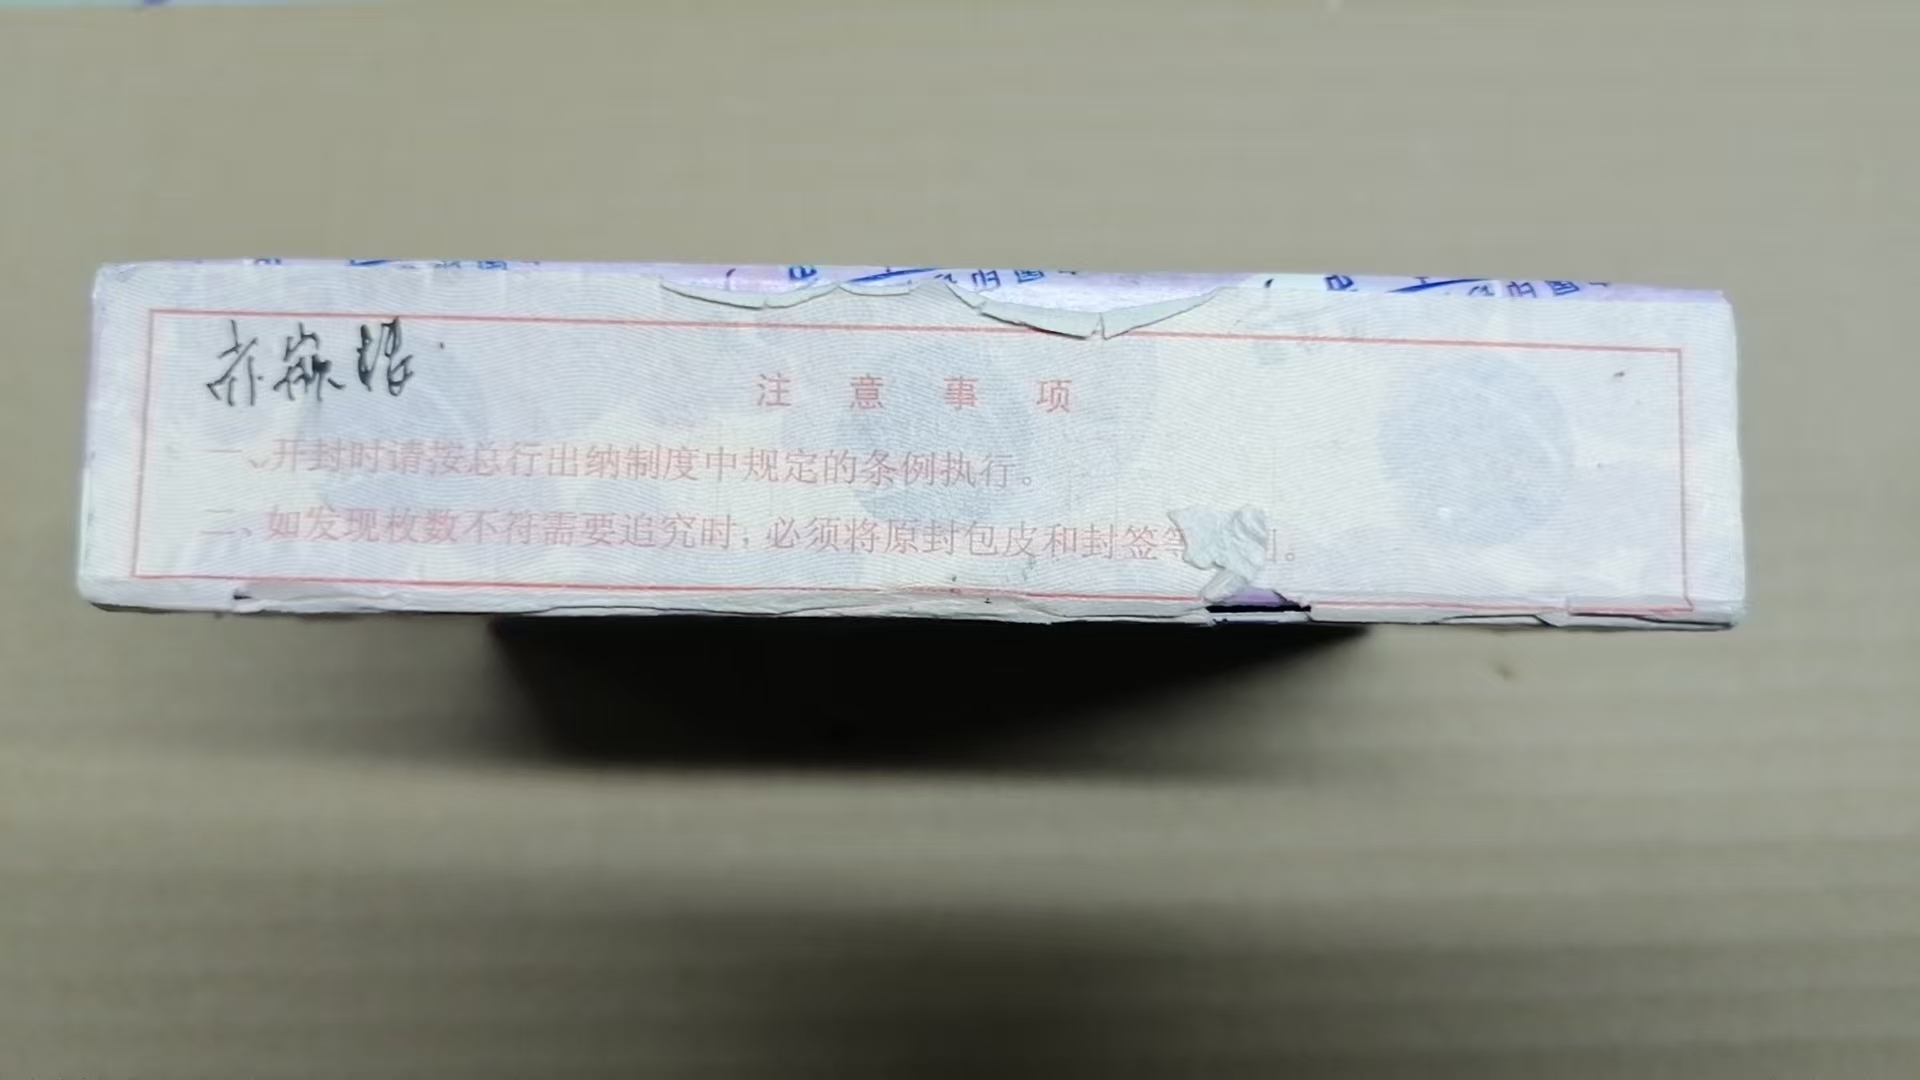 注意事项
一、开封时请按总行出纳制度中规定的条例执行。
二、如发现枚数不符需要追究时；必须将原封包皮和封签等